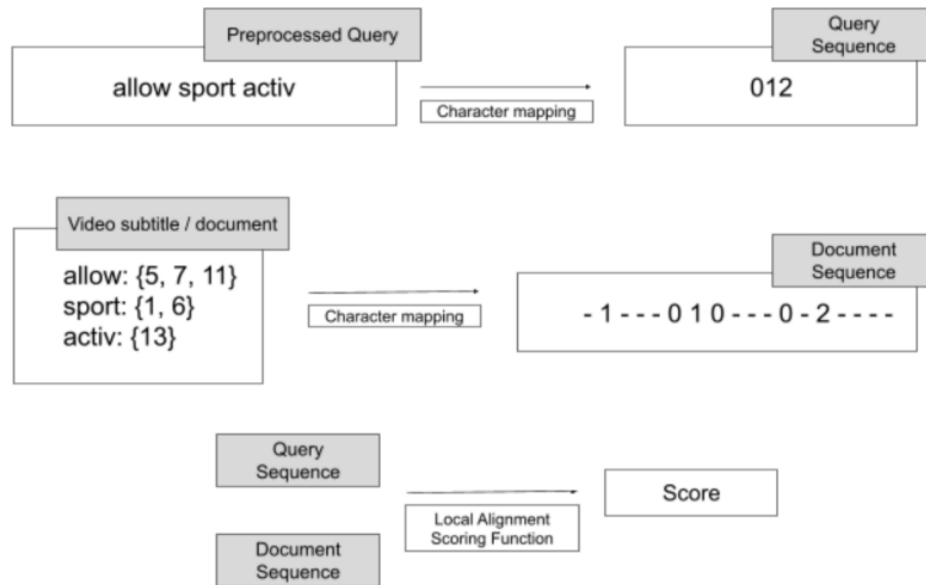 Preprocessed Query
allow sport activ
Character mapping
Query
Sequence
012
Video subtitle / document
allow: {5, 7, 11}
sport: {1, 6}
activ: {13}
Character mapping
Document
Sequence
- 1 - - - 0 1 0 - - - 0 - 2 - - - -
Query
Sequence
Document
Sequence
Local Alignment
Scoring Function
Score